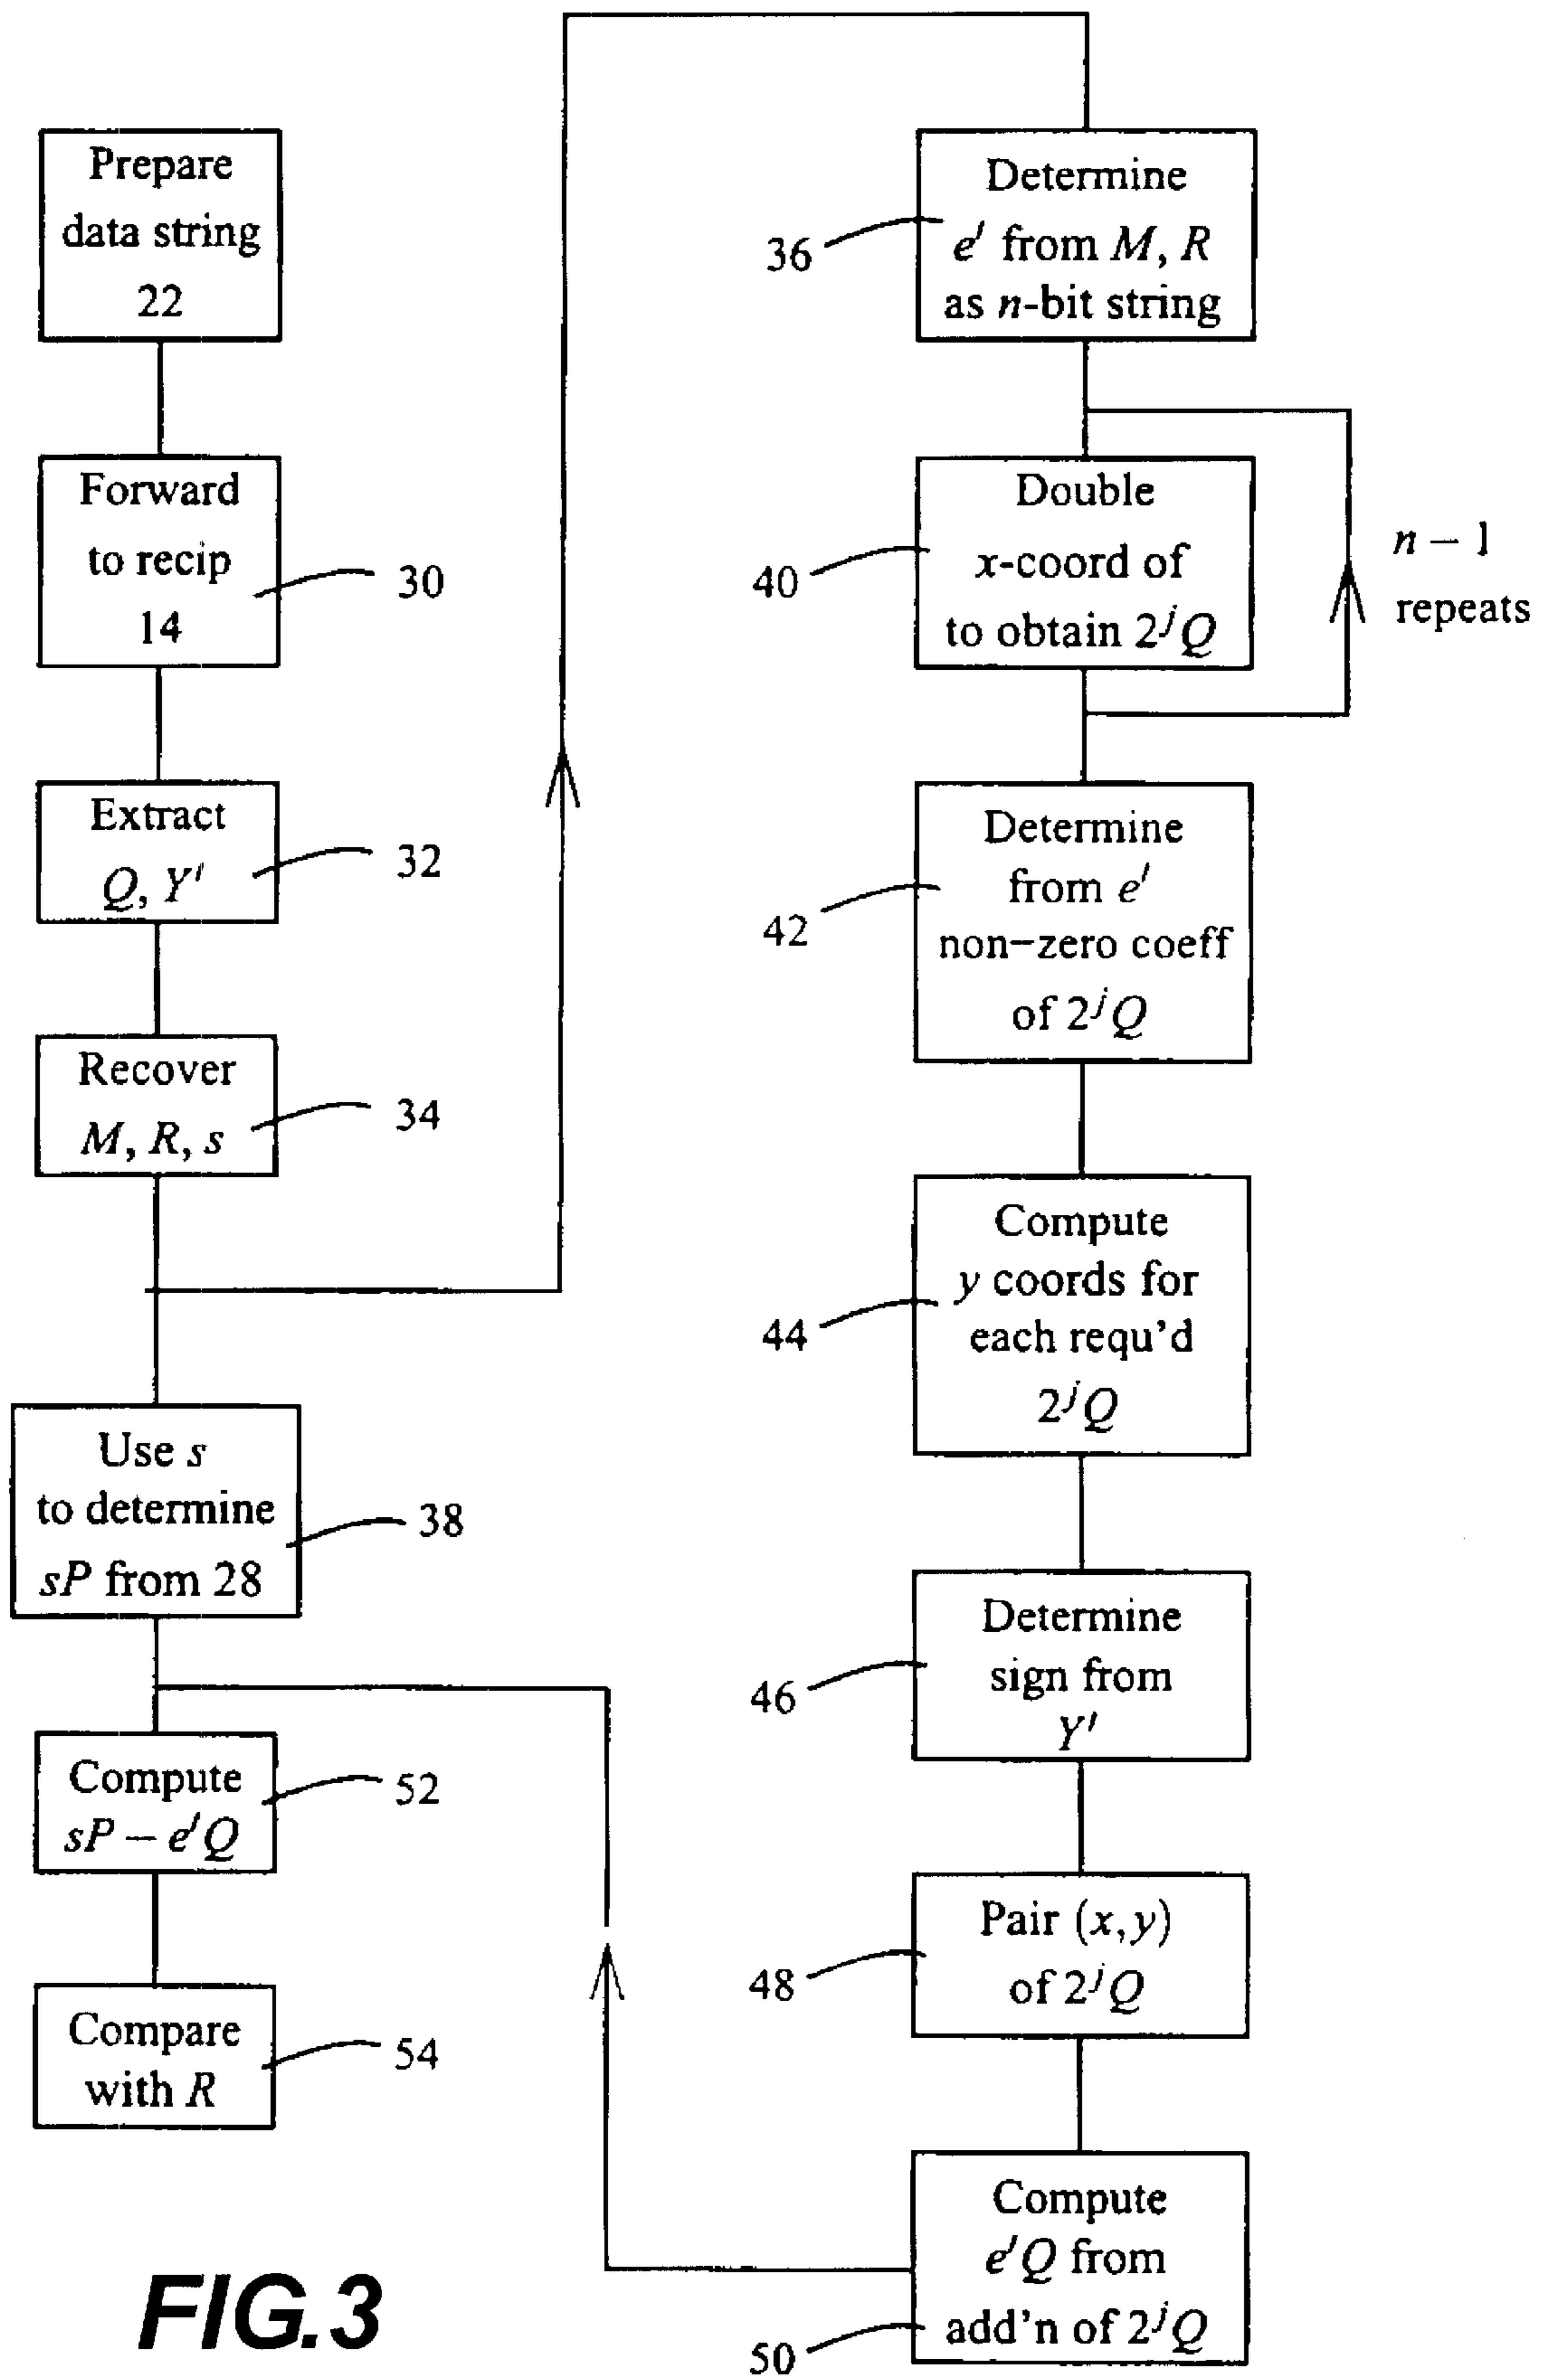 Prepare
data string
22
Forward
to recip
14
30
Extract
Q, Y'
32
Recover
M, R, s
34
Use s
to determine
sP from 28
38
Compute
sP – e'Q
52
Compare
with R
54
Determine
e' from M, R
as n-bit string
36
Double
x-coord of
to obtain 2^j Q
40
n – 1
repeats
Determine
from e'
non-zero coeff
of 2^j Q
42
Compute
y coords for
each requ'd
2^j Q
44
Determine
sign from
Y'
46
Pair (x, y)
of 2^j Q
48
Compute
e'Q from
add'n of 2^j Q
50
FIG.3